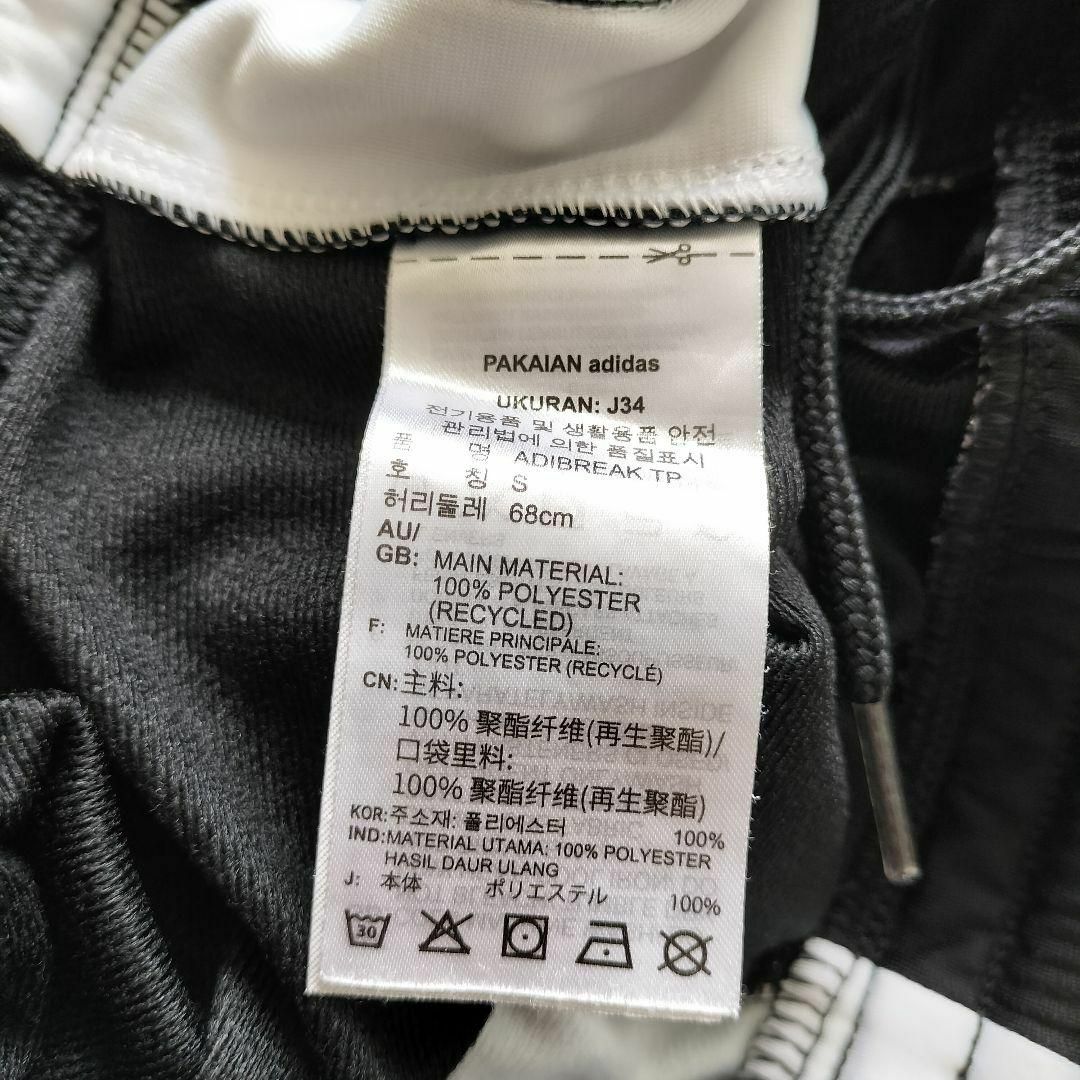 PAKAIAN adidas
UKURAN: J34
전기용품 및 생활용품 안전
관리법에 의한 품질표시
품 명 ADIBREAK TP
호 칭 S
허리둘레 68cm
AU/
GB: MAIN MATERIAL:
100% POLYESTER
(RECYCLED)
F: MATIERE PRINCIPALE:
100% POLYESTER (RECYCLÉ)
CN: 主料:
100% 聚酯纤维(再生聚酯)/
口袋里料:
100% 聚酯纤维(再生聚酯)
KOR: 주소재: 폴리에스터 100%
IND: MATERIAL UTAMA: 100% POLYESTER
HASIL DAUR ULANG
J: 本体 ポリエステル 100%
30